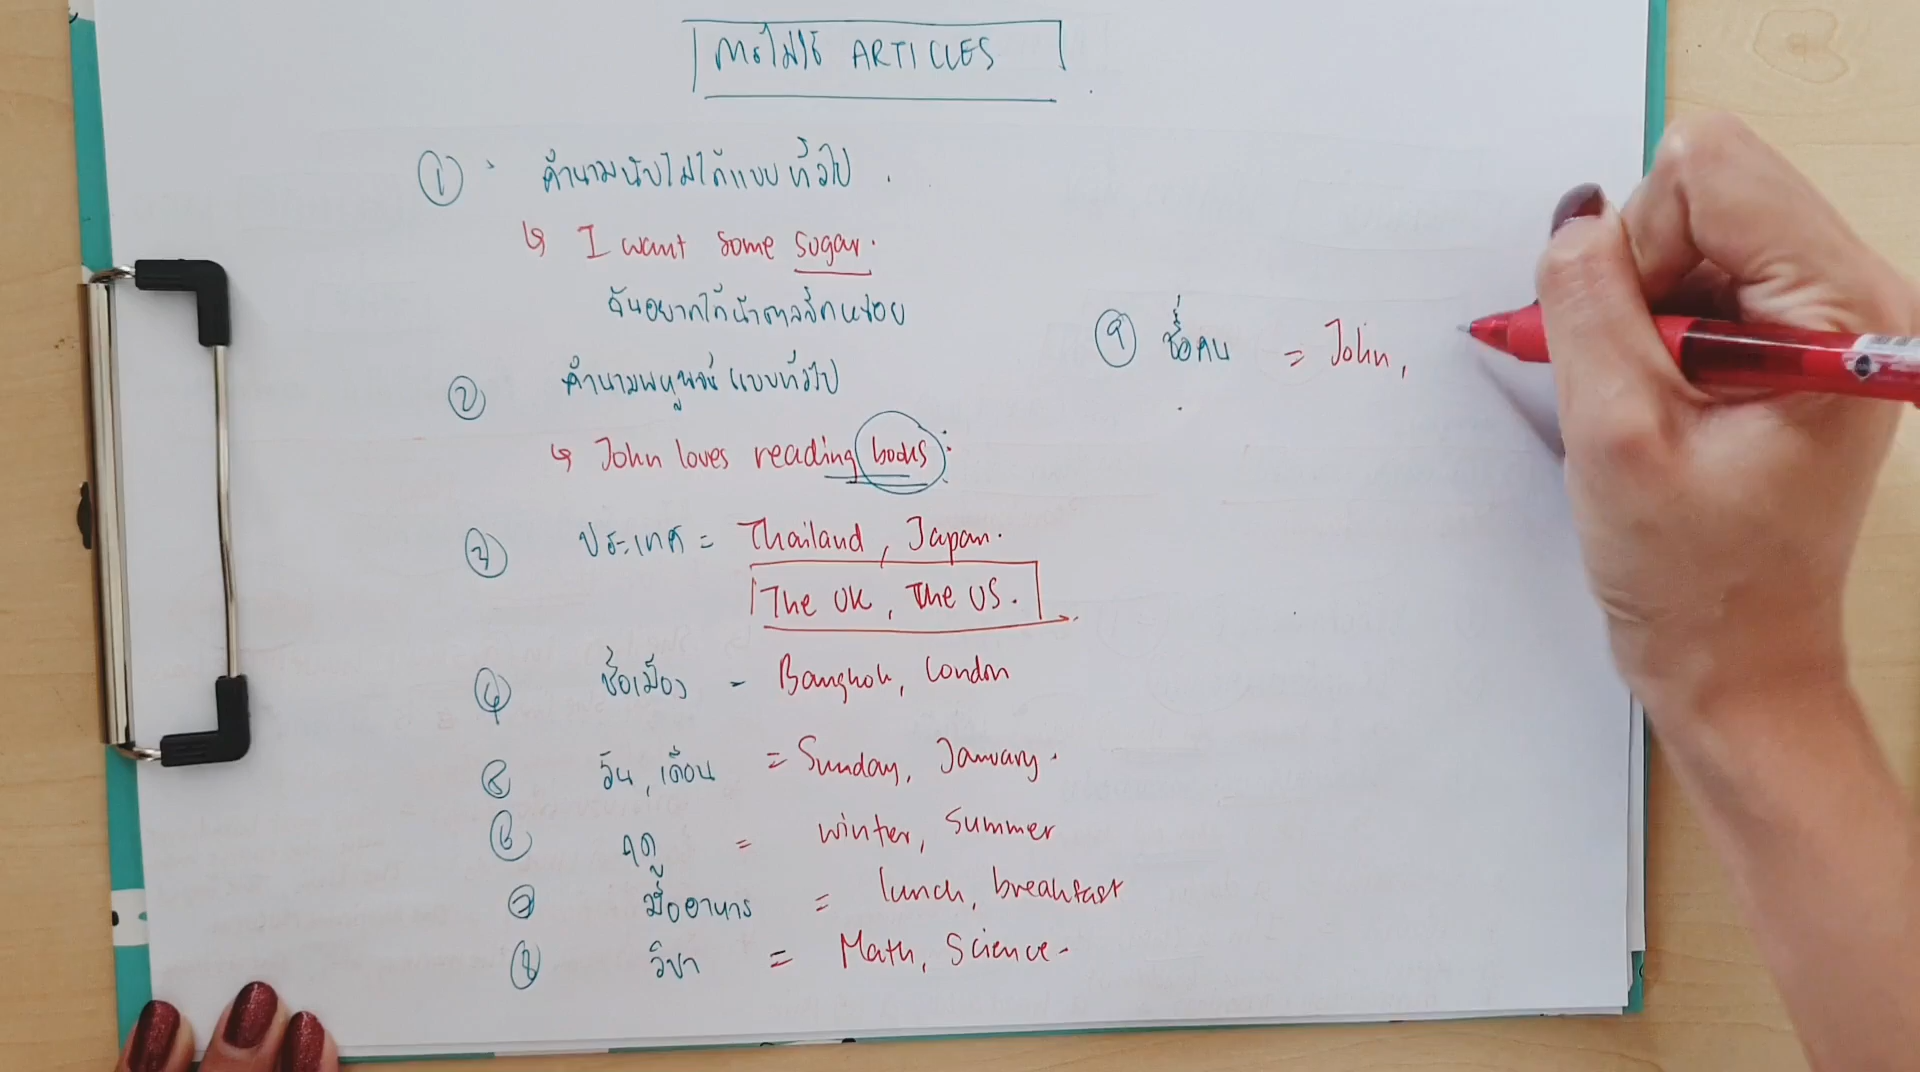 การไม่ใช้ ARTICLES
① คำนามนับไม่ได้แบบทั่วไป.
↳ I want some sugar.
ฉันอยากได้น้ำตาลสักหน่อย
② คำนามพหูพจน์แบบทั่วไป
↳ John loves reading books.
③ ประเทศ = Thailand, Japan.
The UK, The US.
④ ชื่อเมือง - Bangkok, London
⑤ วัน, เดือน = Sunday, January.
⑥ ฤดู = winter, summer
⑦ มื้ออาหาร = lunch, breakfast
⑧ วิชา = Math, Science.
⑨ ชื่อคน = John,